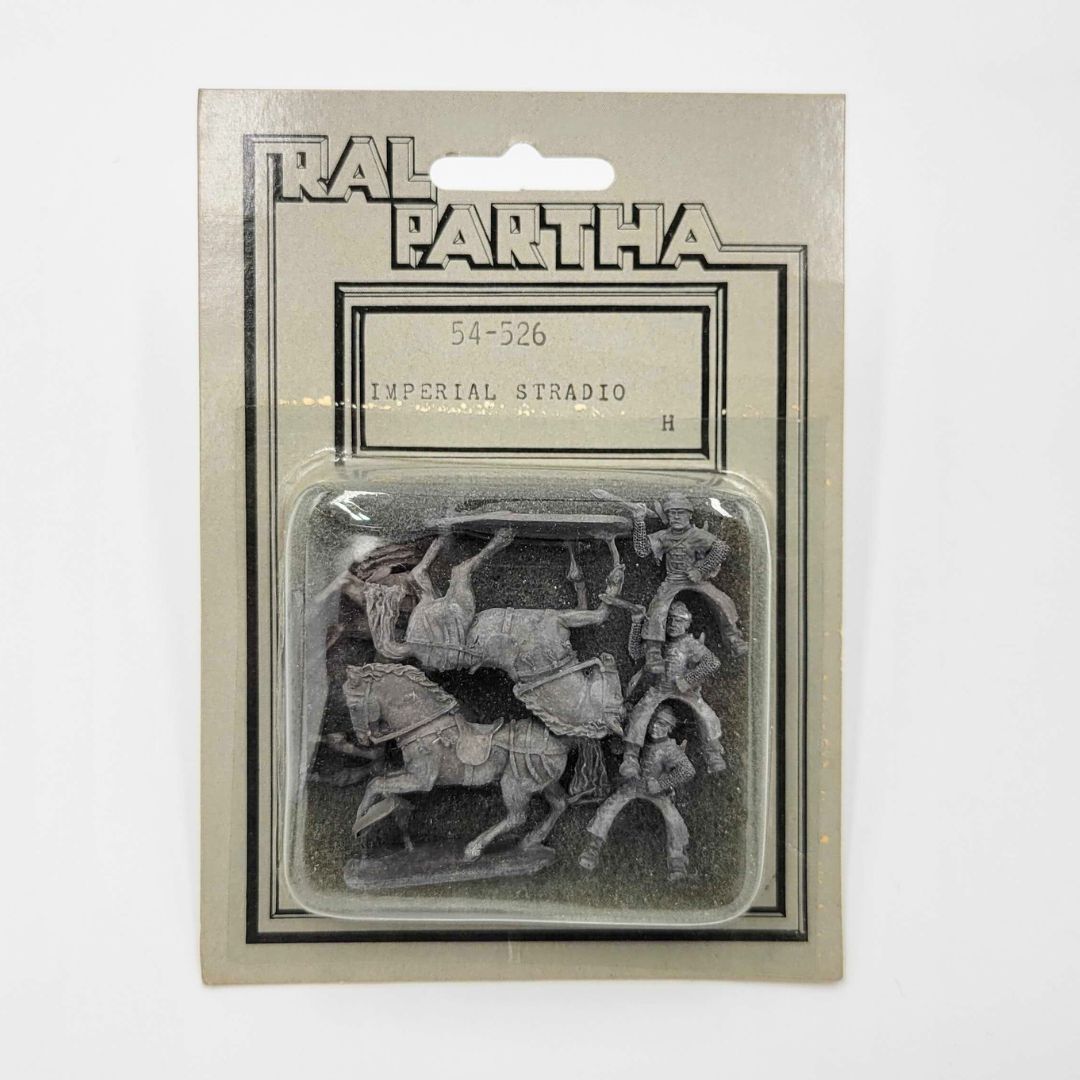 RAL
PARTHA
54-526
IMPERIAL STRADIO
H